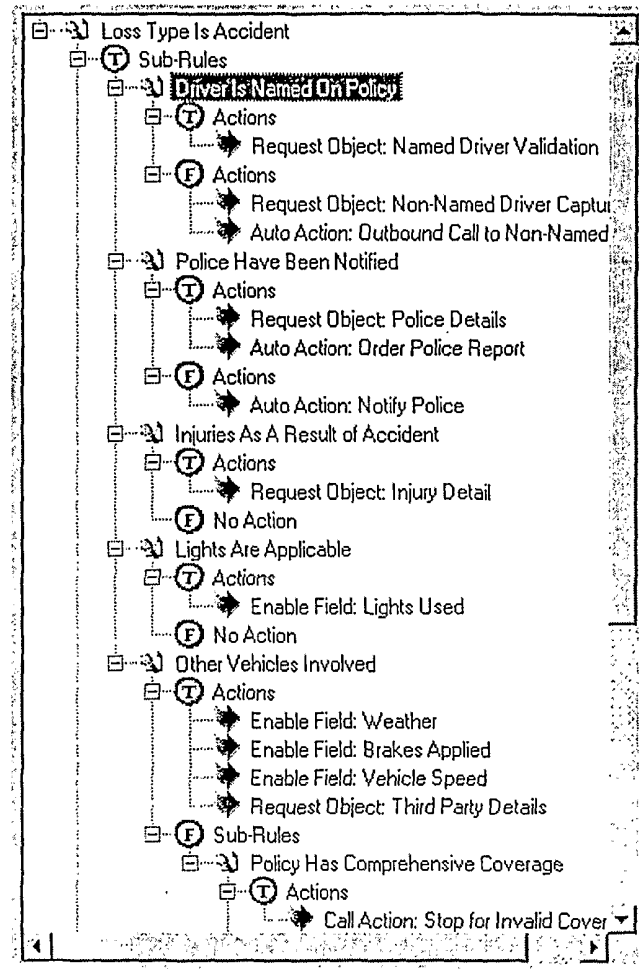 Loss Type Is Accident
T Sub-Rules
Driver Is Named On Policy
T Actions
Request Object: Named Driver Validation
F Actions
Request Object: Non-Named Driver Captur
Auto Action: Outbound Call to Non-Named
Police Have Been Notified
T Actions
Request Object: Police Details
Auto Action: Order Police Report
F Actions
Auto Action: Notify Police
Injuries As A Result of Accident
T Actions
Request Object: Injury Detail
F No Action
Lights Are Applicable
T Actions
Enable Field: Lights Used
F No Action
Other Vehicles Involved
T Actions
Enable Field: Weather
Enable Field: Brakes Applied
Enable Field: Vehicle Speed
Request Object: Third Party Details
F Sub-Rules
Policy Has Comprehensive Coverage
T Actions
Call Action: Stop for Invalid Cover